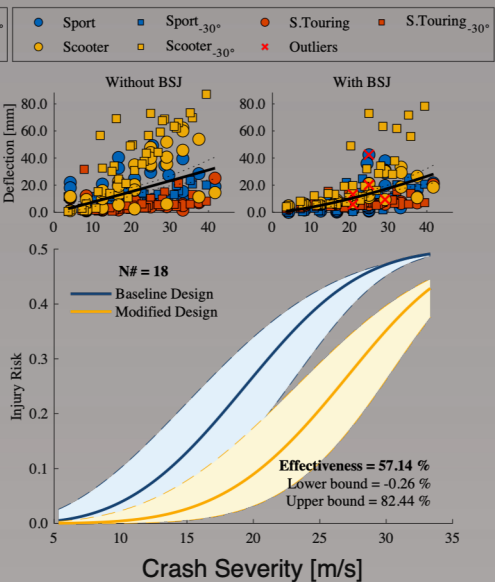 Sport Sport-30° S.Touring S.Touring-30°
Scooter Scooter-30° Outliers
Without BSJ With BSJ
Deflection [mm]
80.0 80.0
60.0 60.0
40.0 40.0
20.0 20.0
0.0 0.0
0 10 20 30 40 0 10 20 30 40
Injury Risk
0.5
0.4
0.3
0.2
0.1
0.0
N# = 18
Baseline Design
Modified Design
Effectiveness = 57.14 %
Lower bound = -0.26 %
Upper bound = 82.44 %
5 10 15 20 25 30 35
Crash Severity [m/s]